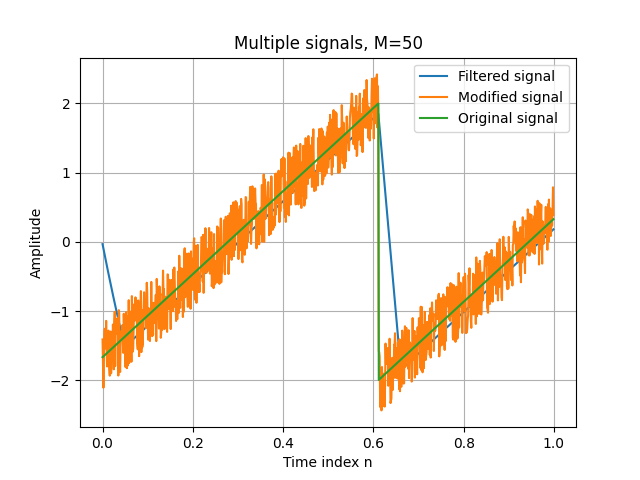 Multiple signals, M=50
Filtered signal
Modified signal
Original signal
Amplitude
2
1
0
−1
−2
0.0 0.2 0.4 0.6 0.8 1.0
Time index n